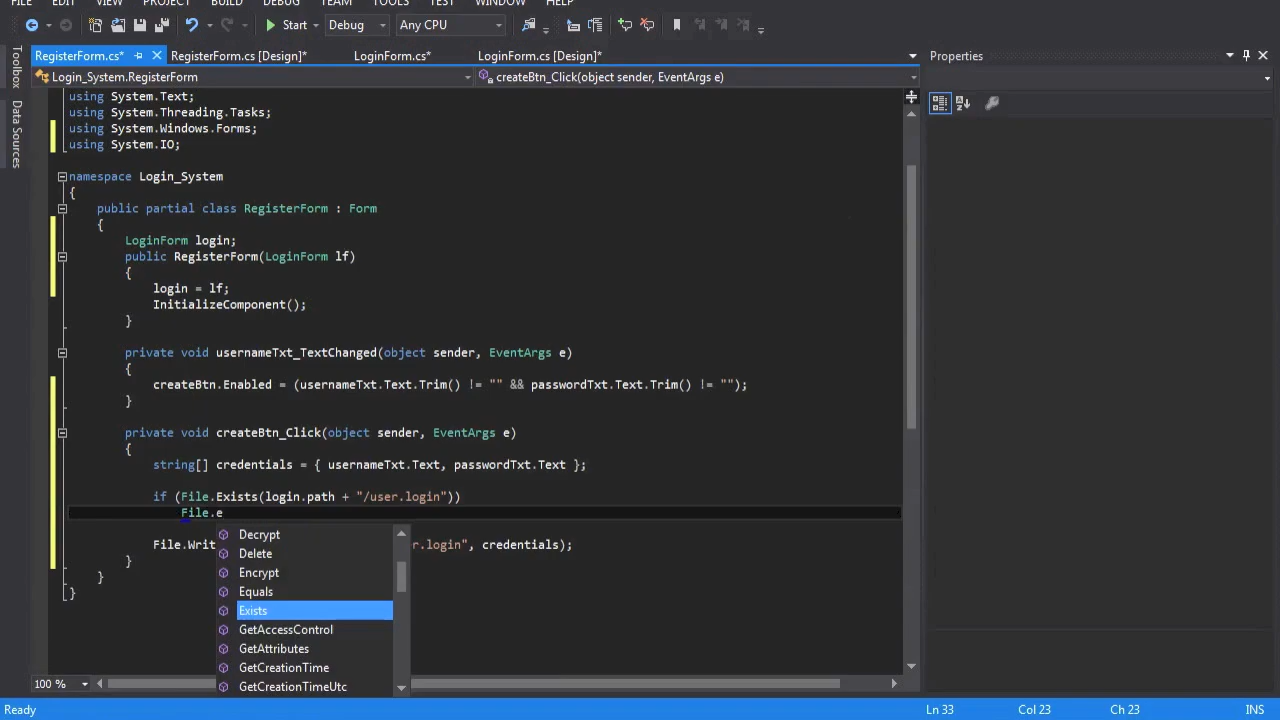 FILE EDIT VIEW PROJECT BUILD DEBUG TEAM TOOLS TEST WINDOW HELP
Start Debug Any CPU
RegisterForm.cs* RegisterForm.cs [Design]* LoginForm.cs* LoginForm.cs [Design]* Properties
Login_System.RegisterForm createBtn_Click(object sender, EventArgs e)
Toolbox
Data Sources
using System.Text;
using System.Threading.Tasks;
using System.Windows.Forms;
using System.IO;
namespace Login_System
{
public partial class RegisterForm : Form
{
LoginForm login;
public RegisterForm(LoginForm lf)
{
login = lf;
InitializeComponent();
}
private void usernameTxt_TextChanged(object sender, EventArgs e)
{
createBtn.Enabled = (usernameTxt.Text.Trim() != "" && passwordTxt.Text.Trim() != "");
}
private void createBtn_Click(object sender, EventArgs e)
{
string[] credentials = { usernameTxt.Text, passwordTxt.Text };
if (File.Exists(login.path + "/user.login"))
File.e
Decrypt
Delete
File.Writ r.login", credentials);
Encrypt
Equals
Exists
GetAccessControl
GetAttributes
GetCreationTime
GetCreationTimeUtc
}
}
}
100 %
Ready Ln 33 Col 23 Ch 23 INS